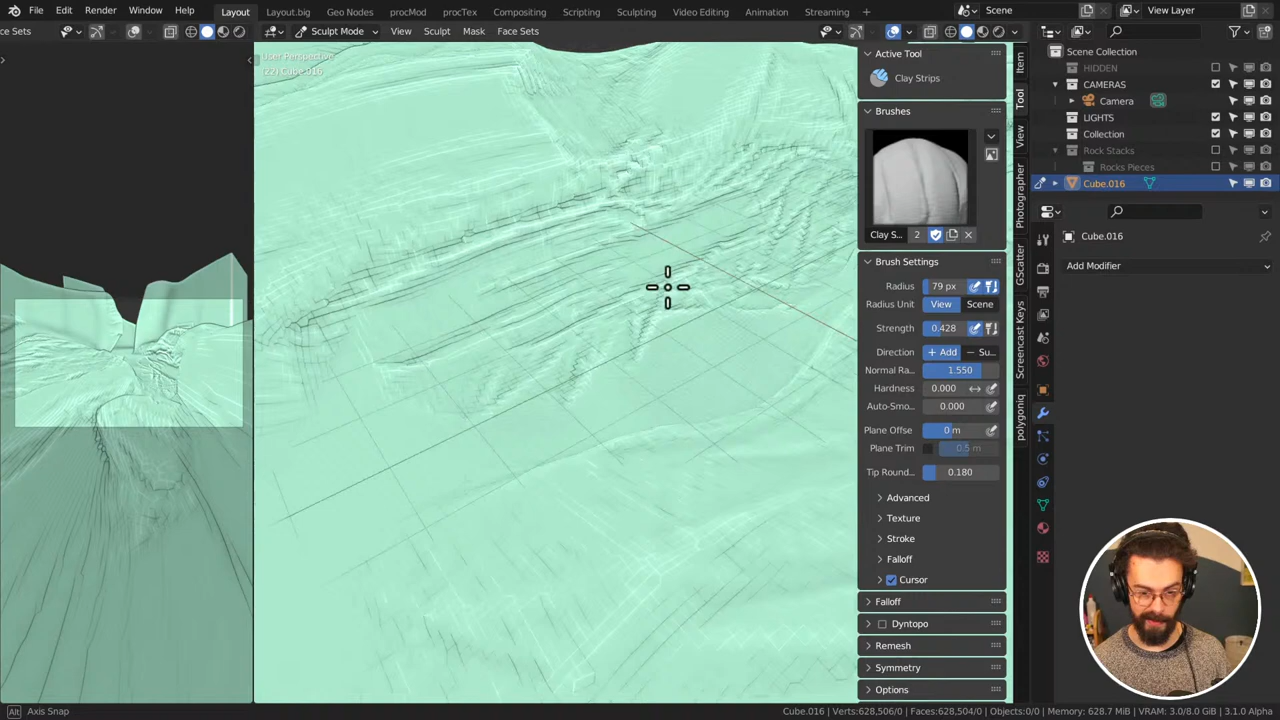 File Edit Render Window Help Layout Layout.big Geo Nodes procMod procTex Compositing Scripting Sculpting Video Editing Animation Streaming + Scene View Layer
ce Sets Sculpt Mode View Sculpt Mask Face Sets
User Perspective
(22) Cube.016
Active Tool
Clay Strips
Brushes
Clay S... 2
Brush Settings
Radius 79 px
Radius Unit View Scene
Strength 0.428
Direction + Add − Su...
Normal Ra... 1.550
Hardness 0.000
Auto-Smo... 0.000
Plane Offse 0 m
Plane Trim 0.5 m
Tip Round... 0.180
Advanced
Texture
Stroke
Falloff
Cursor
Falloff
Dyntopo
Remesh
Symmetry
Options
Item
Tool
View
Photographer
GScatter
Screencast Keys
polygoniq
Scene Collection
HIDDEN
CAMERAS
Camera
LIGHTS
Collection
Rock Stacks
Rocks Pieces
Cube.016
Cube.016
Add Modifier
Alt Axis Snap
Cube.016 | Verts:628,506/0 | Faces:628,504/0 | Objects:0/0 | Memory: 628.7 MiB | VRAM: 3.0/8.0 GiB | 3.1.0 Alpha